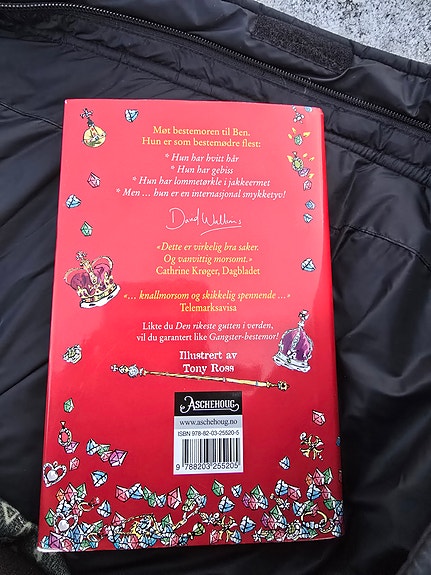 Møt bestemoren til Ben.
Hun er som bestemødre flest:
* Hun har hvitt hår
* Hun har gebiss
* Hun har lommetørkle i jakkeermet
* Men ... hun er en internasjonal smykketyv!
David Walliams
«Dette er virkelig bra saker.
Og vanvittig morsomt.»
Cathrine Krøger, Dagbladet
«... knallmorsom og skikkelig spennende ...»
Telemarksavisa
Likte du Den rikeste gutten i verden,
vil du garantert like Gangster-bestemor!
Illustrert av
Tony Ross
ASCHEHOUG
www.aschehoug.no
ISBN 978-82-03-25520-5
9 788203 255205